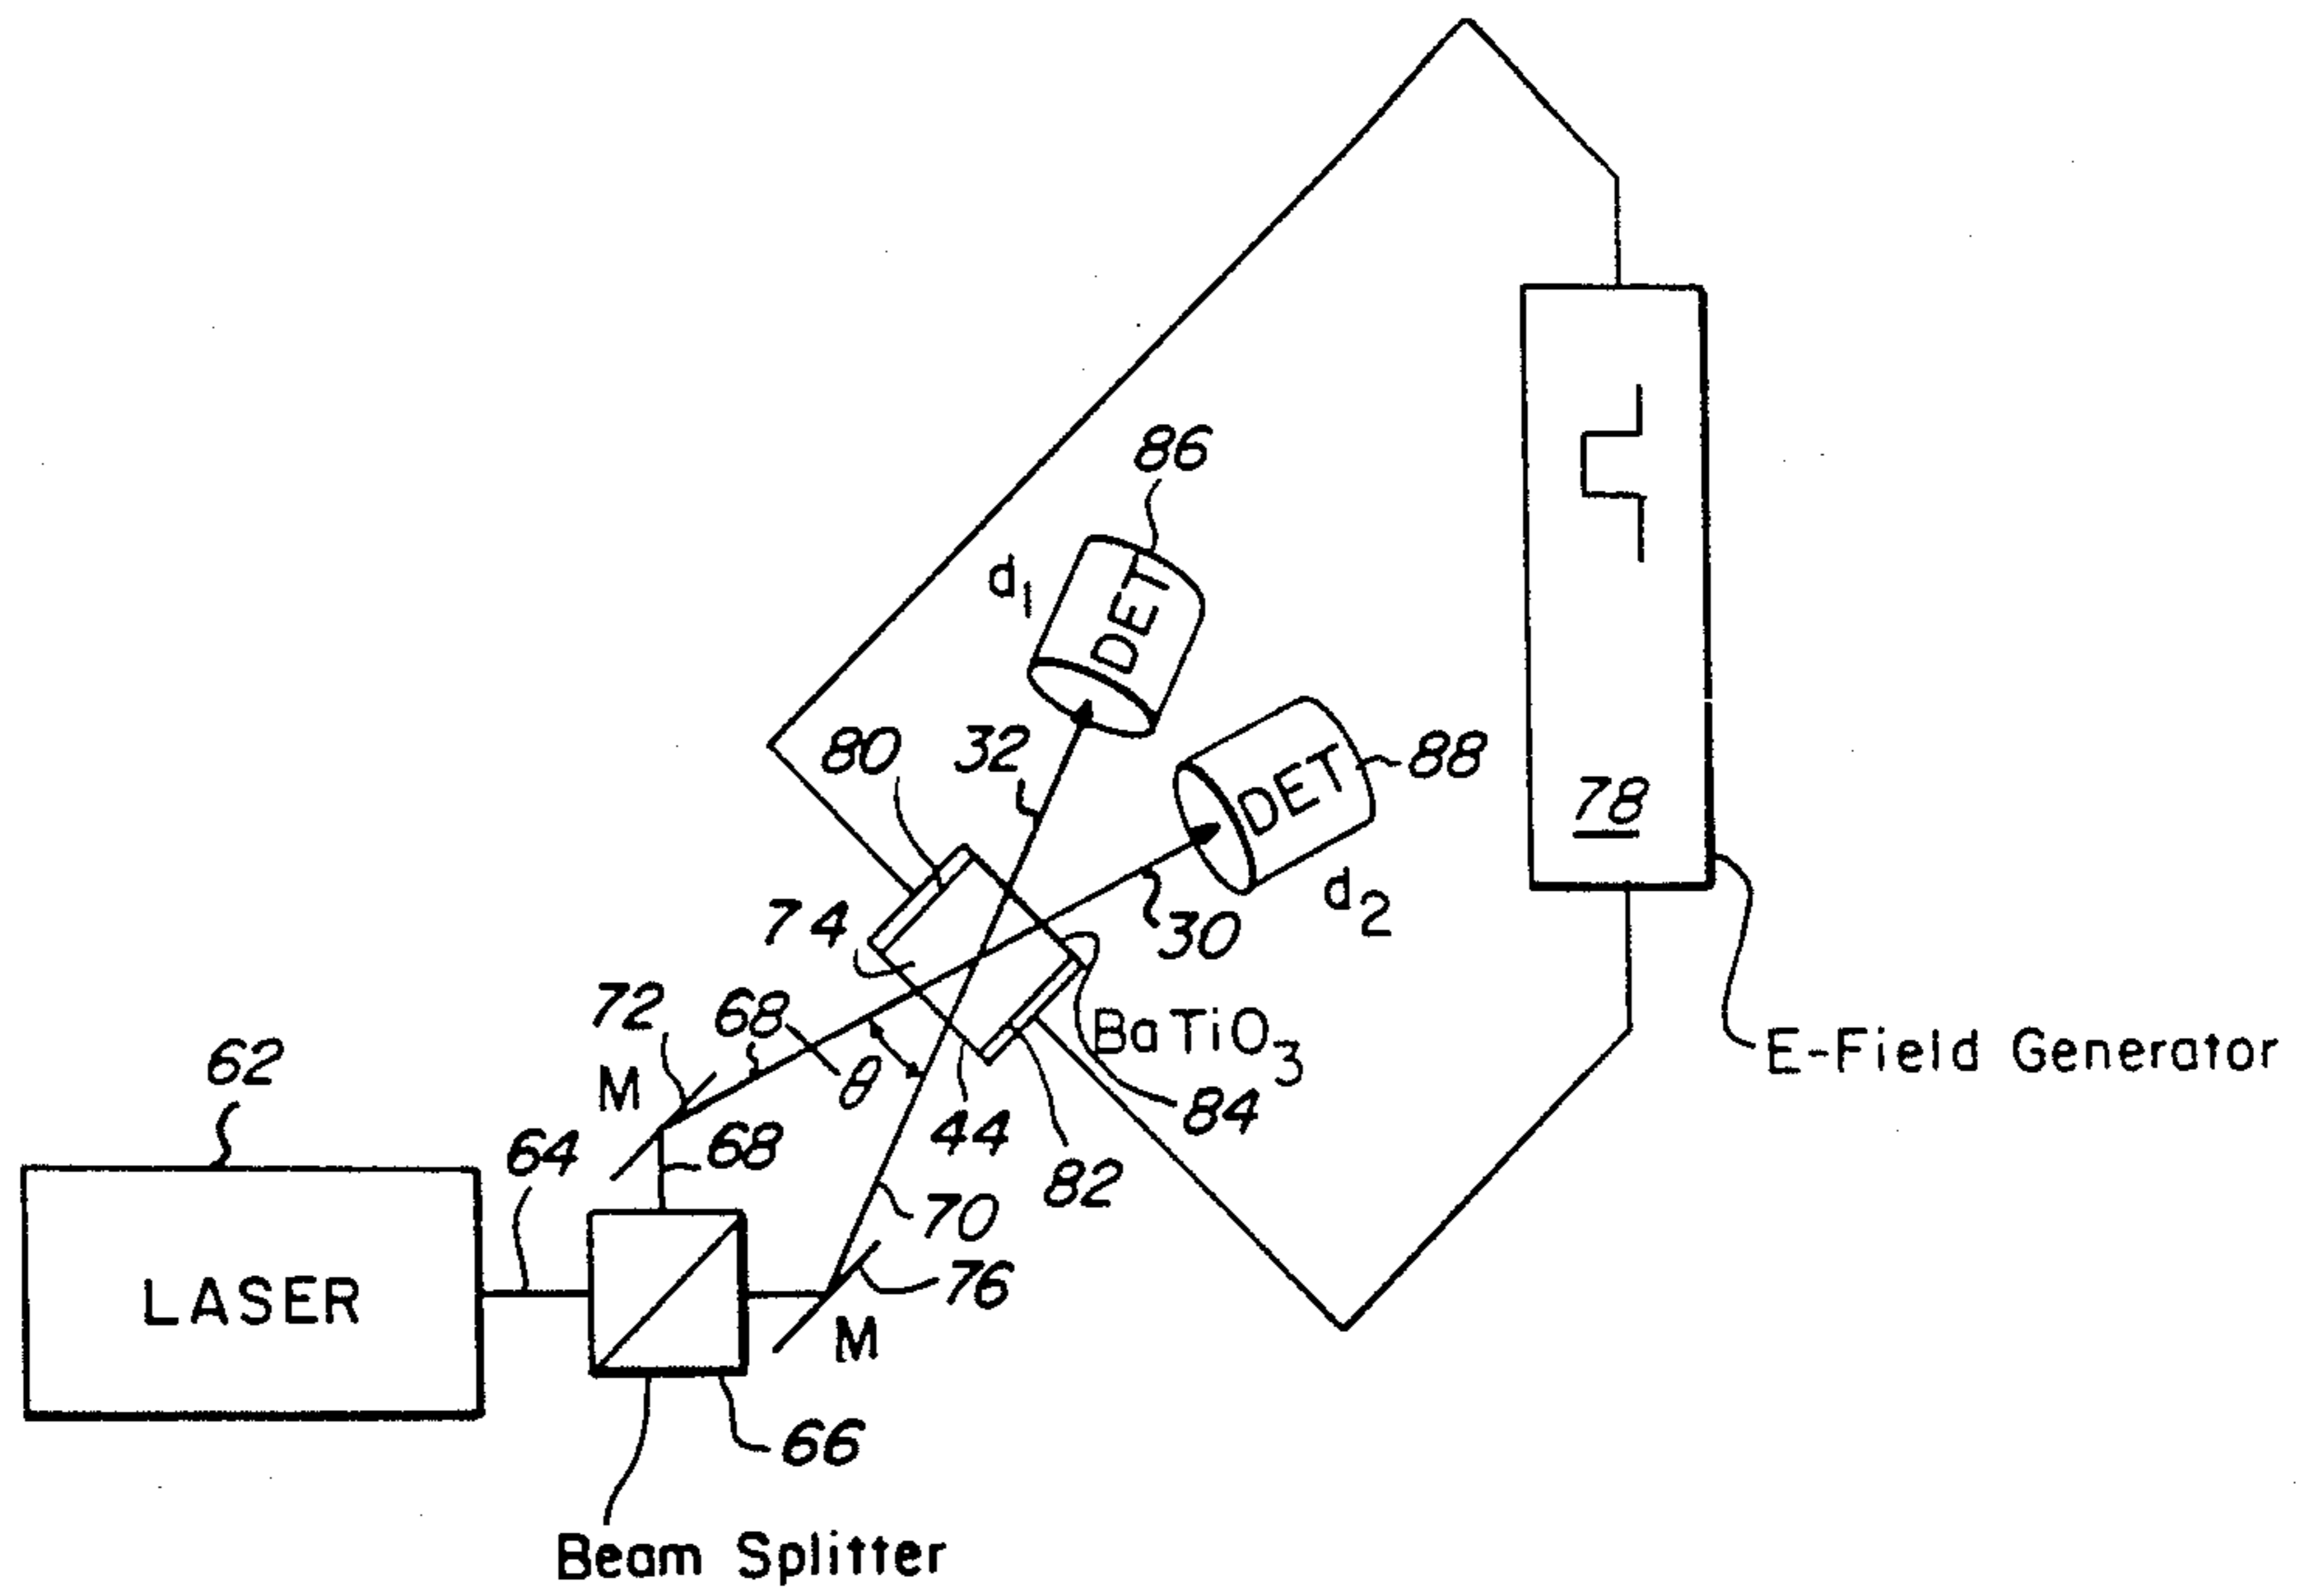 86
d1
DET
80
32
DET
88
78
74
30
d2
72
68
BaTiO3
E-Field Generator
62
M
θ
84
64
68
44
82
70
LASER
76
M
66
Beam Splitter